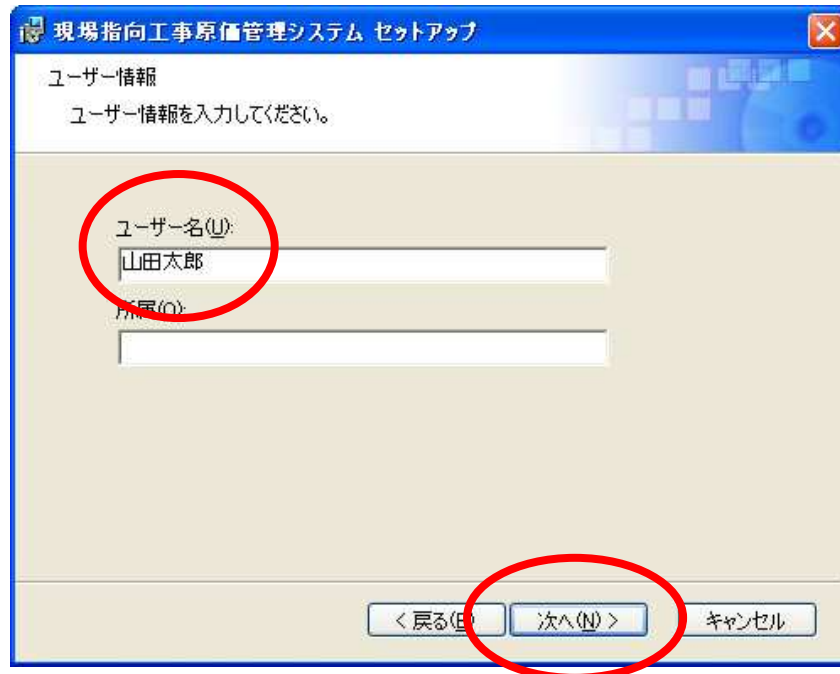 現場指向工事原価管理システム セットアップ
ユーザー情報
ユーザー情報を入力してください。
ユーザー名(U):
山田太郎
所属(O):
< 戻る(B) 次へ(N) > キャンセル